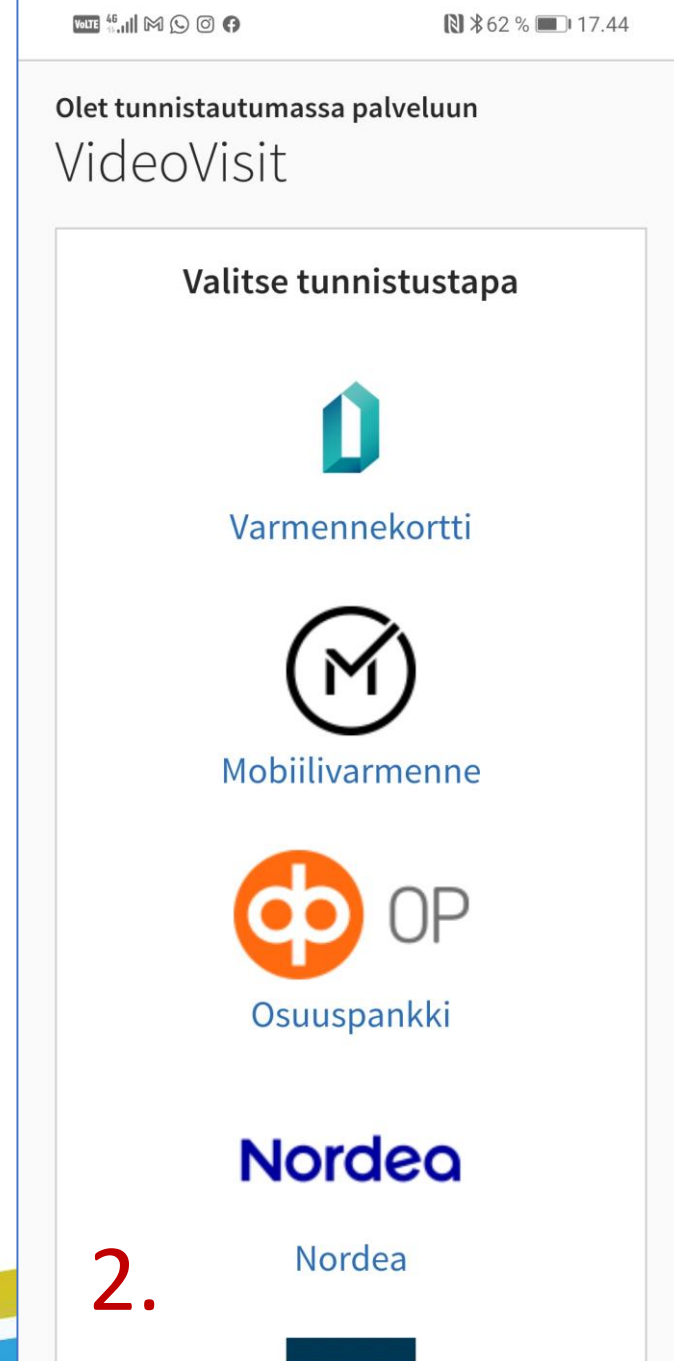 VoLTE 4G 62 % 17.44
Olet tunnistautumassa palveluun
VideoVisit
Valitse tunnistustapa
Varmennekortti
M
Mobiilivarmenne
OP
Osuuspankki
Nordea
Nordea
2.